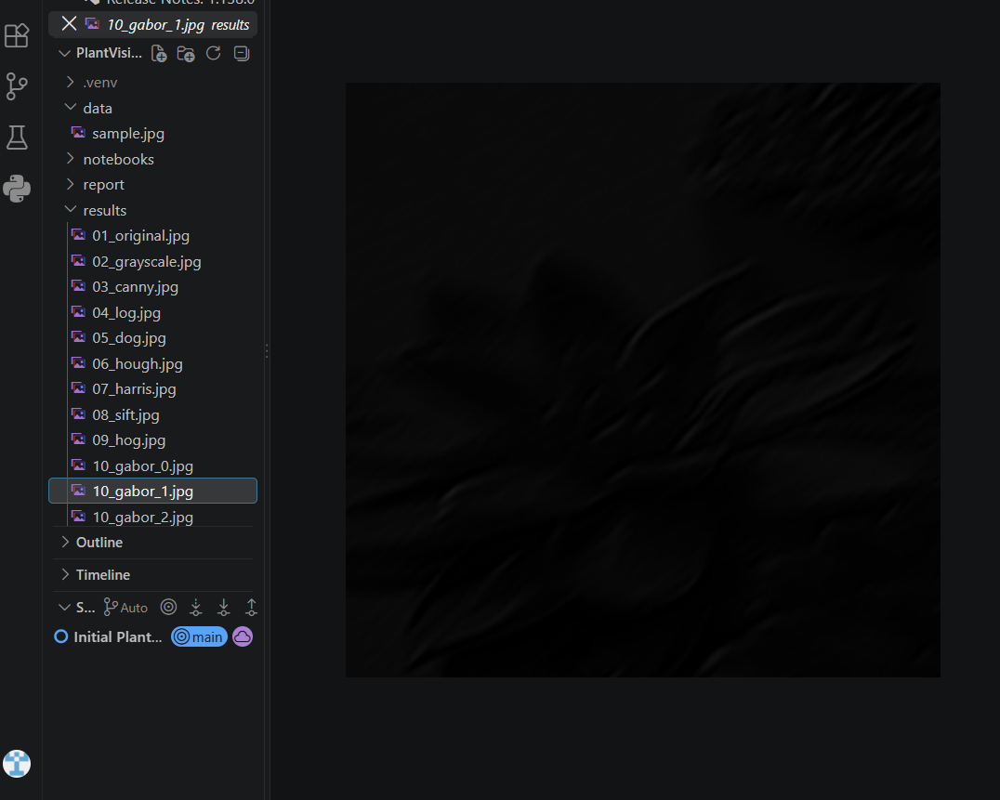 Release Notes: 1.138.0
10_gabor_1.jpg results
PlantVisi...
.venv
data
sample.jpg
notebooks
report
results
01_original.jpg
02_grayscale.jpg
03_canny.jpg
04_log.jpg
05_dog.jpg
06_hough.jpg
07_harris.jpg
08_sift.jpg
09_hog.jpg
10_gabor_0.jpg
10_gabor_1.jpg
10_gabor_2.jpg
Outline
Timeline
S... Auto
Initial Plant... main